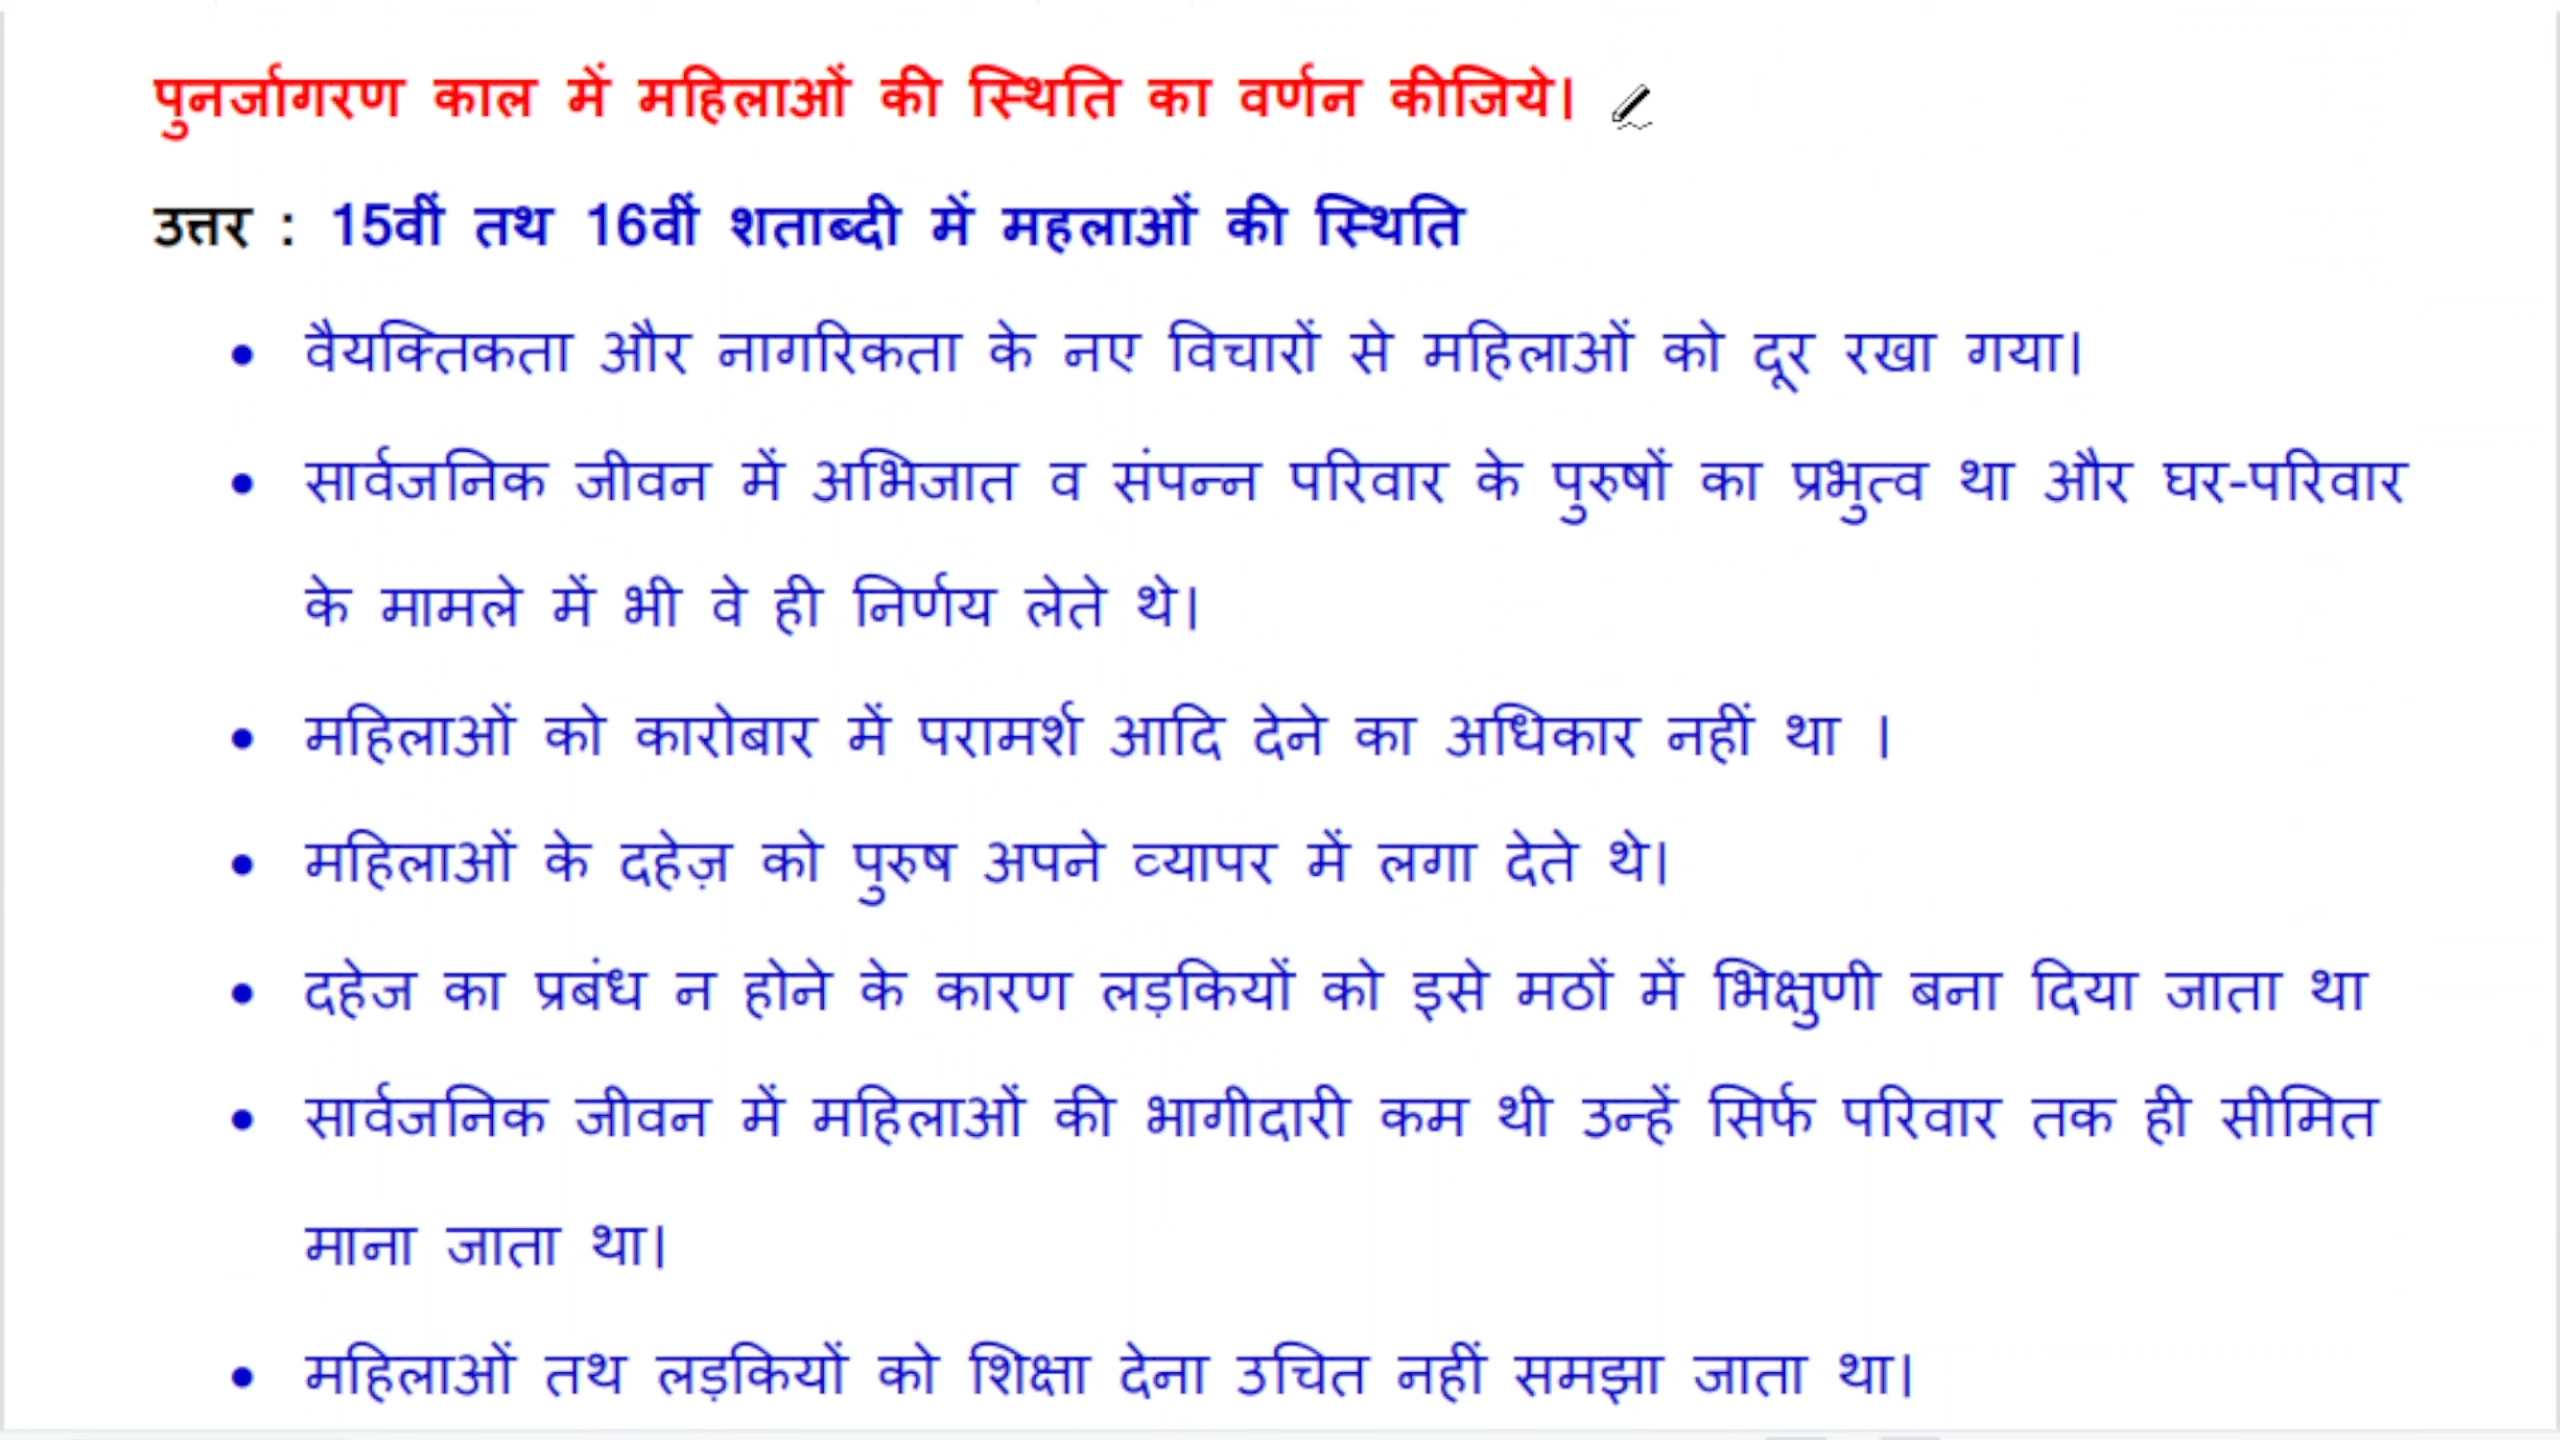 पुनर्जागरण काल में महिलाओं की स्थिति का वर्णन कीजिये।
उत्तर : 15वीं तथ 16वीं शताब्दी में महलाओं की स्थिति
• वैयक्तिकता और नागरिकता के नए विचारों से महिलाओं को दूर रखा गया।
• सार्वजनिक जीवन में अभिजात व संपन्न परिवार के पुरुषों का प्रभुत्व था और घर-परिवार
के मामले में भी वे ही निर्णय लेते थे।
• महिलाओं को कारोबार में परामर्श आदि देने का अधिकार नहीं था ।
• महिलाओं के दहेज़ को पुरुष अपने व्यापर में लगा देते थे।
• दहेज का प्रबंध न होने के कारण लड़कियों को इसे मठों में भिक्षुणी बना दिया जाता था
• सार्वजनिक जीवन में महिलाओं की भागीदारी कम थी उन्हें सिर्फ परिवार तक ही सीमित
माना जाता था।
• महिलाओं तथ लड़कियों को शिक्षा देना उचित नहीं समझा जाता था।